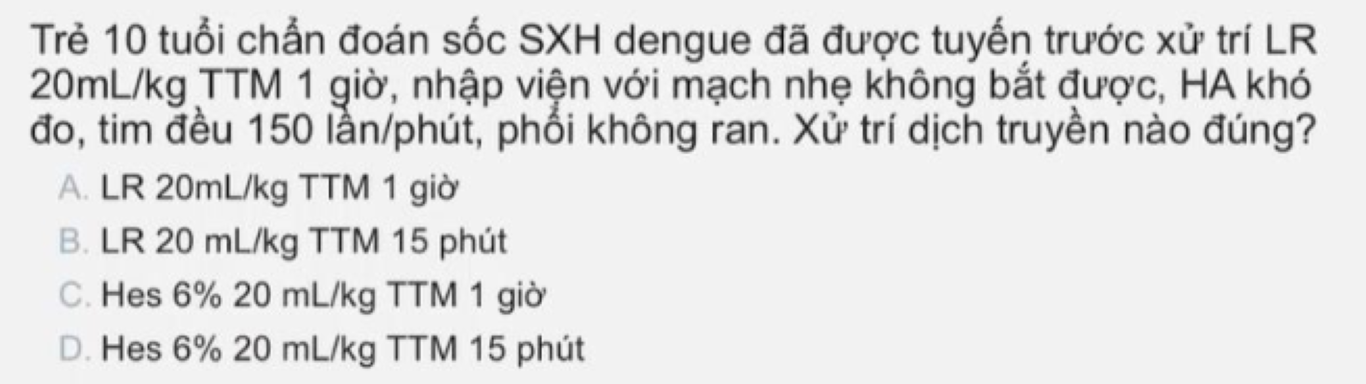 Trẻ 10 tuổi chẩn đoán sốc SXH dengue đã được tuyến trước xử trí LR
20mL/kg TTM 1 giờ, nhập viện với mạch nhẹ không bắt được, HA khó
đo, tim đều 150 lần/phút, phổi không ran. Xử trí dịch truyền nào đúng?
A. LR 20mL/kg TTM 1 giờ
B. LR 20 mL/kg TTM 15 phút
C. Hes 6% 20 mL/kg TTM 1 giờ
D. Hes 6% 20 mL/kg TTM 15 phút